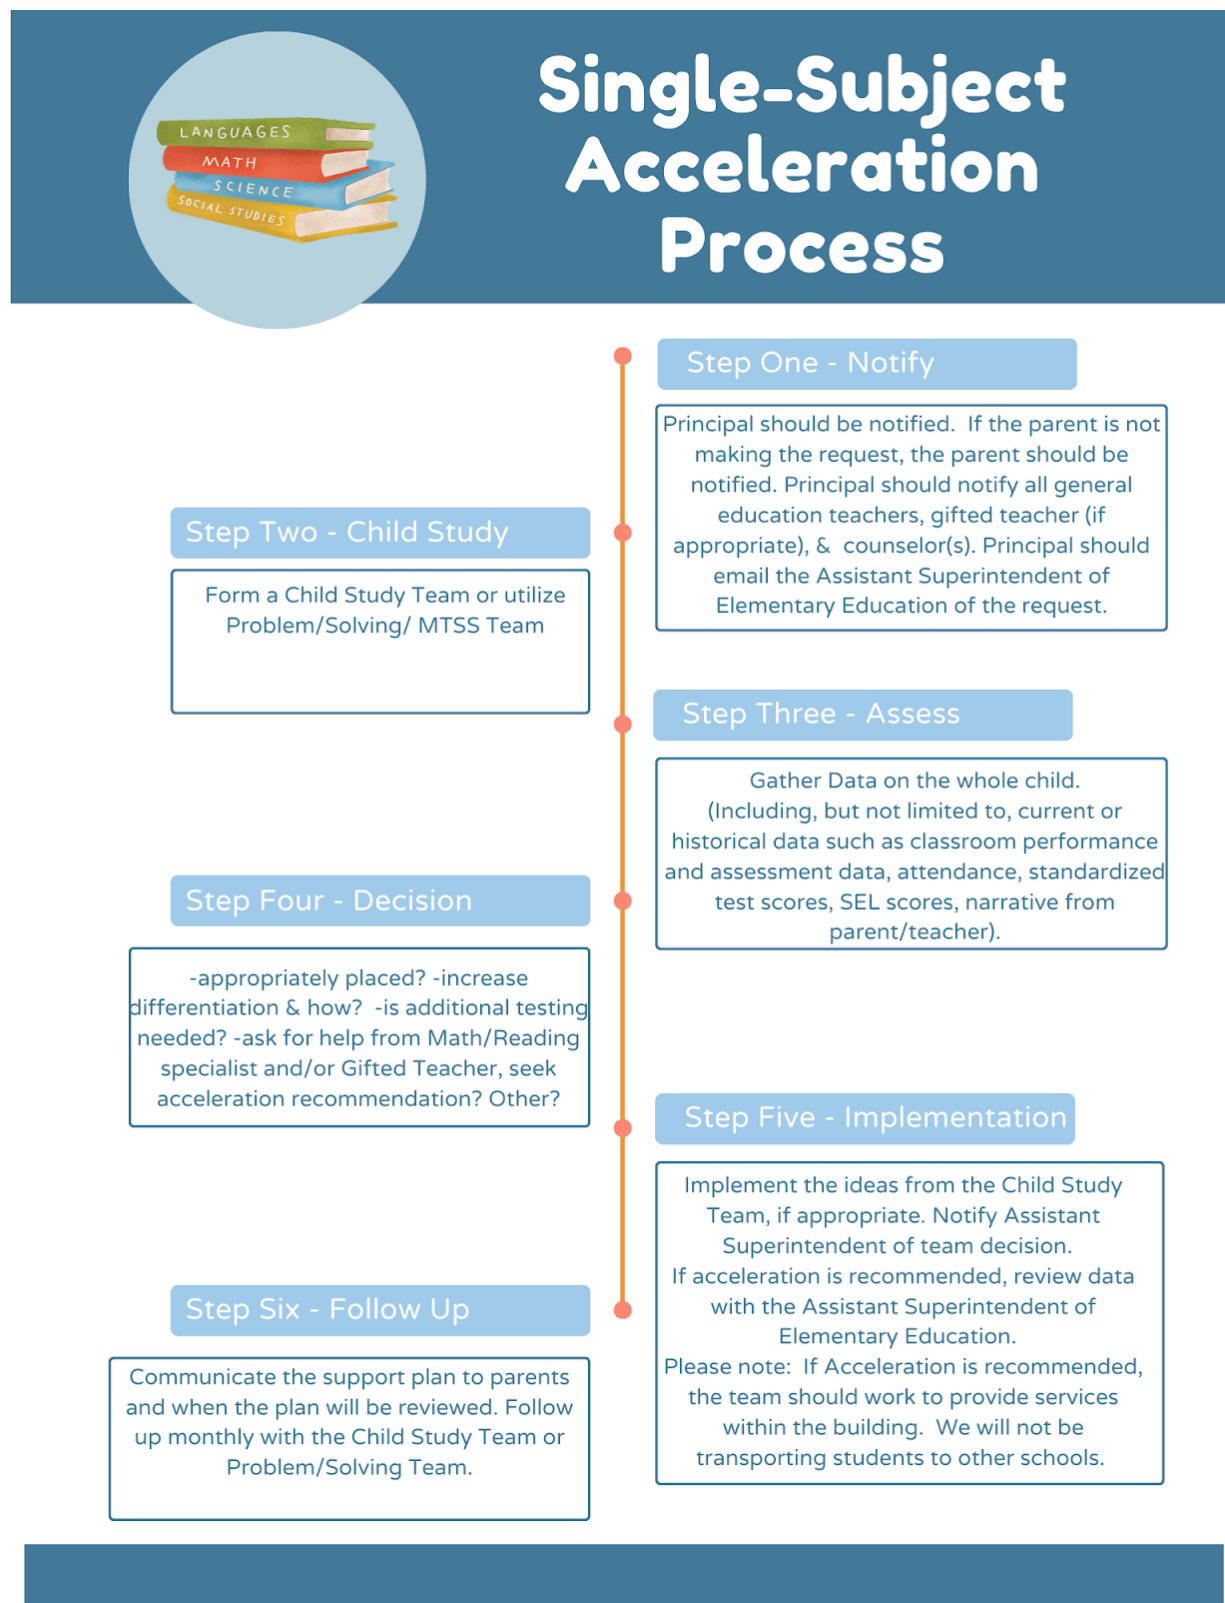 LANGUAGES
MATH
SCIENCE
SOCIAL STUDIES
Single-Subject
Acceleration
Process
Step One - Notify
Principal should be notified.  If the parent is not
making the request, the parent should be
notified. Principal should notify all general
education teachers, gifted teacher (if
appropriate), &  counselor(s). Principal should
email the Assistant Superintendent of
Elementary Education of the request.
Step Two - Child Study
Form a Child Study Team or utilize
Problem/Solving/ MTSS Team
Step Three - Assess
Gather Data on the whole child.
(Including, but not limited to, current or
historical data such as classroom performance
and assessment data, attendance, standardized
test scores, SEL scores, narrative from
parent/teacher).
Step Four - Decision
-appropriately placed? -increase
differentiation & how?  -is additional testing
needed? -ask for help from Math/Reading
specialist and/or Gifted Teacher, seek
acceleration recommendation? Other?
Step Five - Implementation
Implement the ideas from the Child Study
Team, if appropriate. Notify Assistant
Superintendent of team decision.
If acceleration is recommended, review data
with the Assistant Superintendent of
Elementary Education.
Please note:  If Acceleration is recommended,
the team should work to provide services
within the building.  We will not be
transporting students to other schools.
Step Six - Follow Up
Communicate the support plan to parents
and when the plan will be reviewed. Follow
up monthly with the Child Study Team or
Problem/Solving Team.